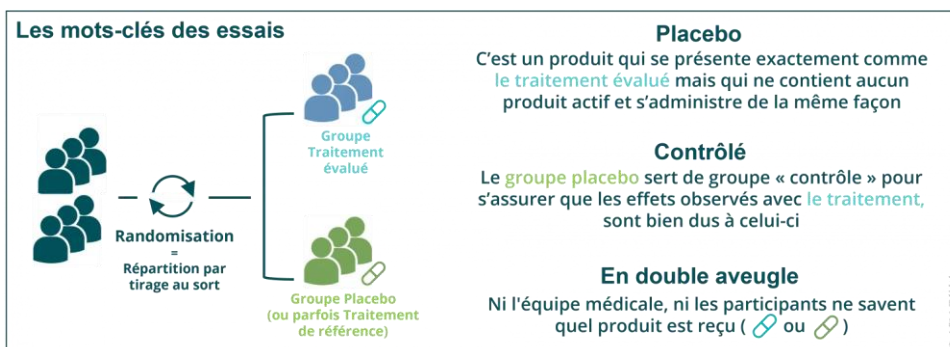 Les mots-clés des essais
Randomisation
=
Répartition par
tirage au sort
Groupe
Traitement
évalué
Groupe Placebo
(ou parfois Traitement
de référence)
Placebo
C'est un produit qui se présente exactement comme
le traitement évalué mais qui ne contient aucun
produit actif et s'administre de la même façon
Contrôlé
Le groupe placebo sert de groupe « contrôle » pour
s'assurer que les effets observés avec le traitement,
sont bien dus à celui-ci
En double aveugle
Ni l'équipe médicale, ni les participants ne savent
quel produit est reçu ( ou )